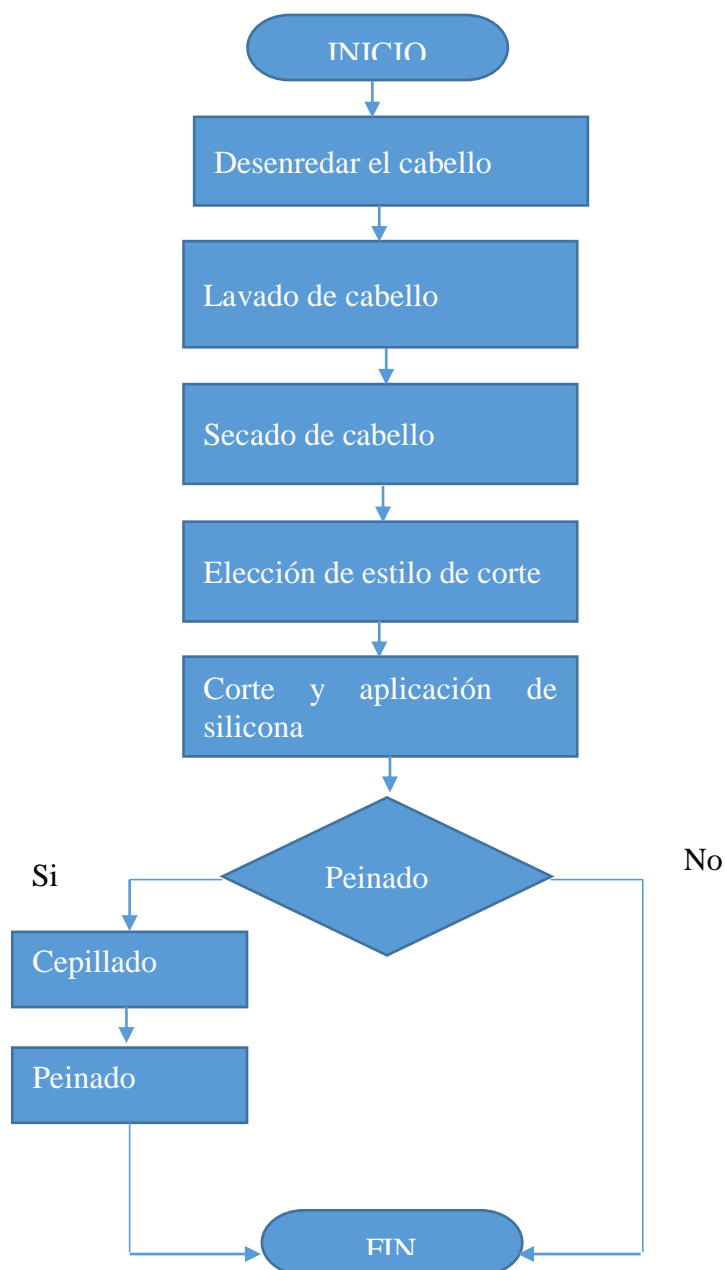 INICIO
Desenredar el cabello
Lavado de cabello
Secado de cabello
Elección de estilo de corte
Corte y aplicación de
silicona
Peinado
Si
No
Cepillado
Peinado
FIN